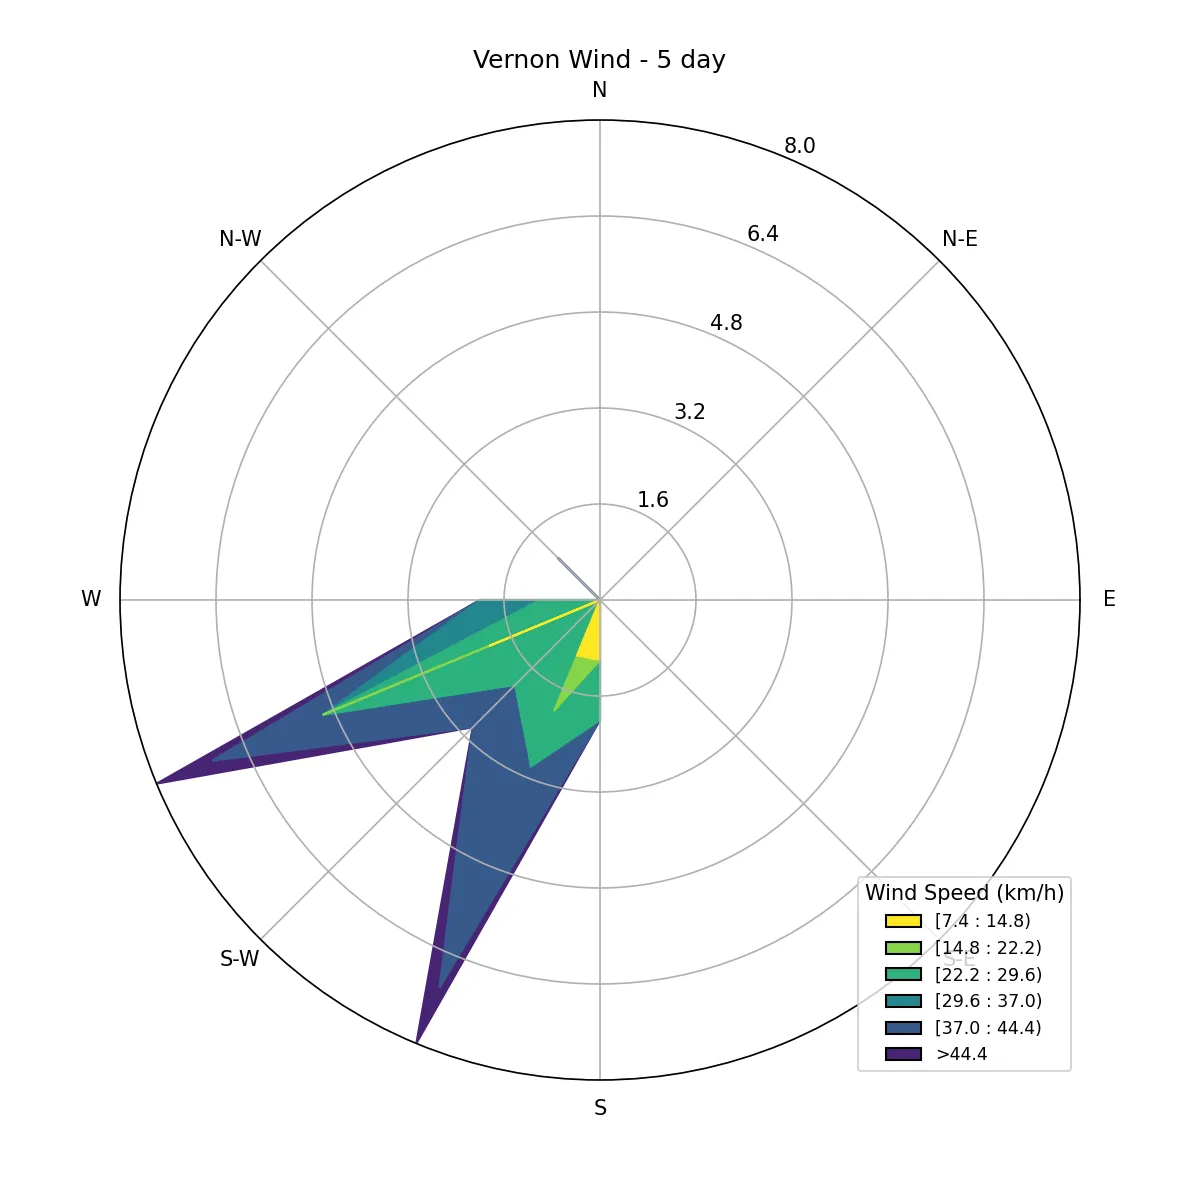 Vernon Wind - 5 day
N
8.0
N-W
6.4
N-E
4.8
3.2
1.6
W
E
S-W
S-E
S
Wind Speed (km/h)
[7.4 : 14.8)
[14.8 : 22.2)
[22.2 : 29.6)
[29.6 : 37.0)
[37.0 : 44.4)
>44.4